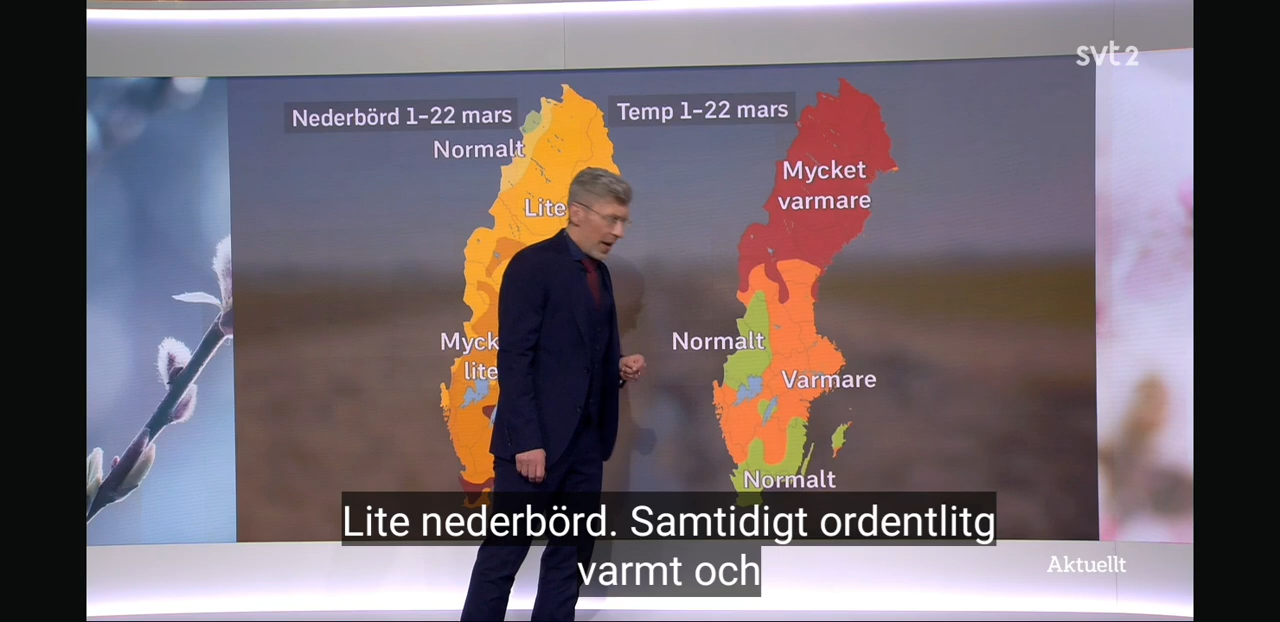 svt2
Nederbörd 1-22 mars
Temp 1-22 mars
Normalt
Mycket
varmare
Lite
Normalt
Varmare
Myck
lite
Normalt
Lite nederbörd. Samtidigt ordentlitg
varmt och
Aktuellt